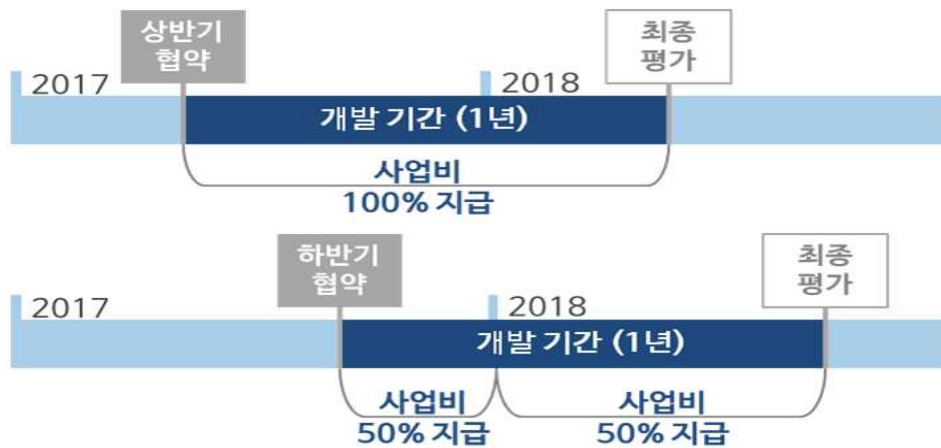 상반기
협약
최종
평가
2017
2018
개발 기간 (1년)
사업비
100% 지급
하반기
협약
최종
평가
2017
2018
개발 기간 (1년)
사업비
50% 지급
사업비
50% 지급